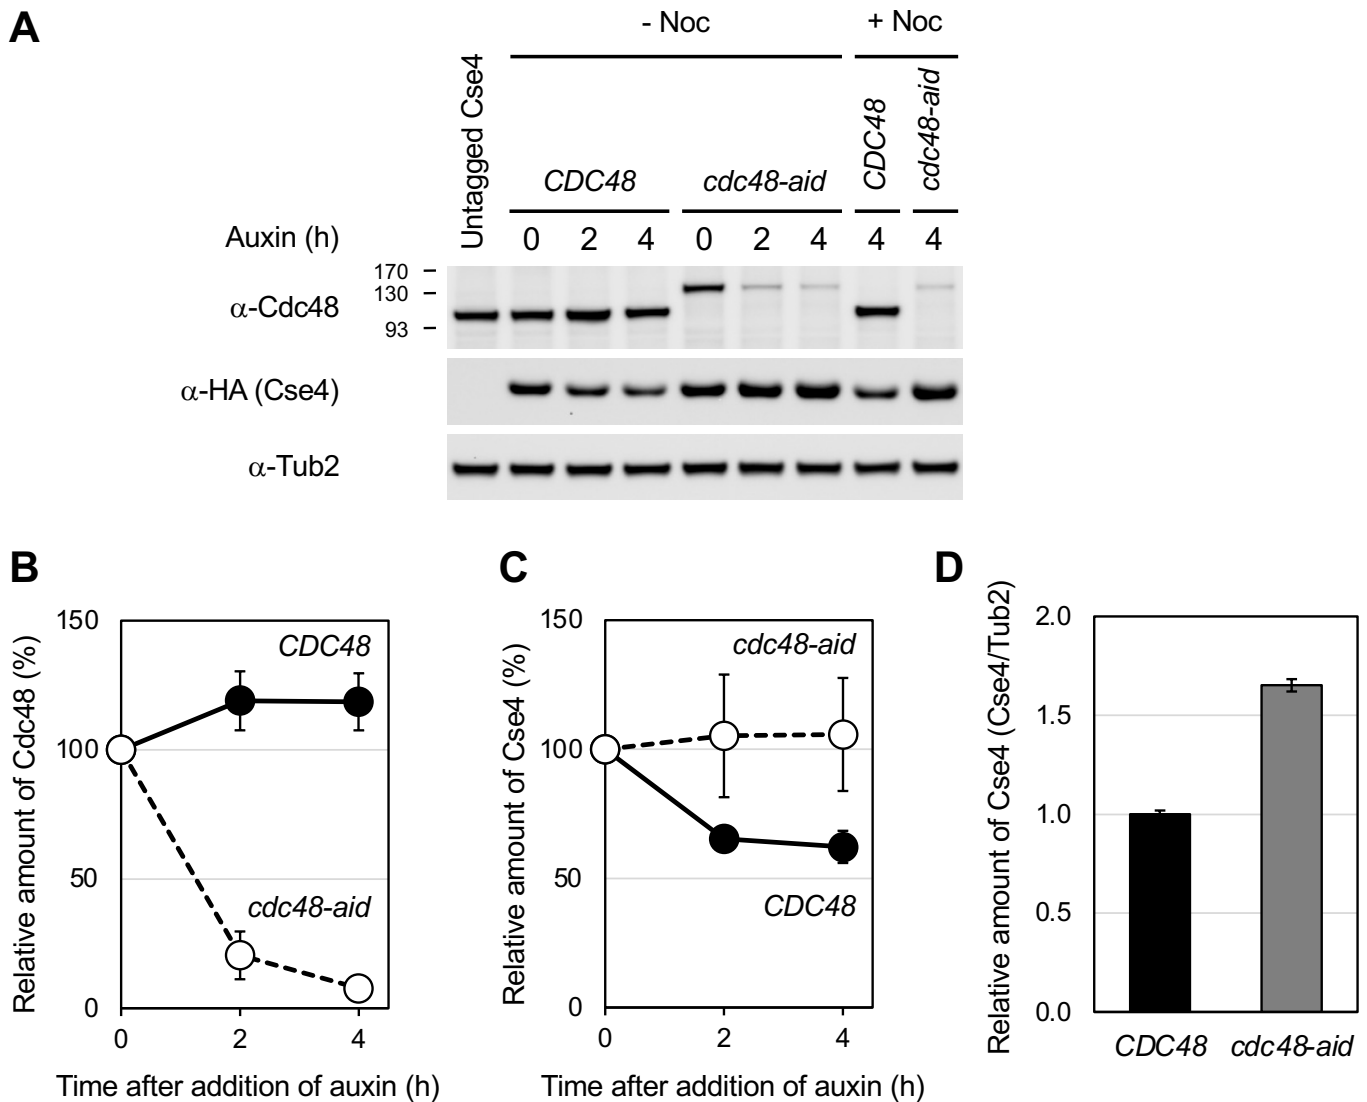 A
- Noc
+ Noc
Untagged Cse4
CDC48
cdc48-aid
CDC48
cdc48-aid
Auxin (h)
0 2 4 0 2 4 4 4
170
130
93
α-Cdc48
α-HA (Cse4)
α-Tub2
B
Relative amount of Cdc48 (%)
150
100
50
0
CDC48
cdc48-aid
0 2 4
Time after addition of auxin (h)
C
Relative amount of Cse4 (%)
150
100
50
0
cdc48-aid
CDC48
0 2 4
Time after addition of auxin (h)
D
Relative amount of Cse4 (Cse4/Tub2)
2.0
1.5
1.0
0.5
0.0
CDC48 cdc48-aid